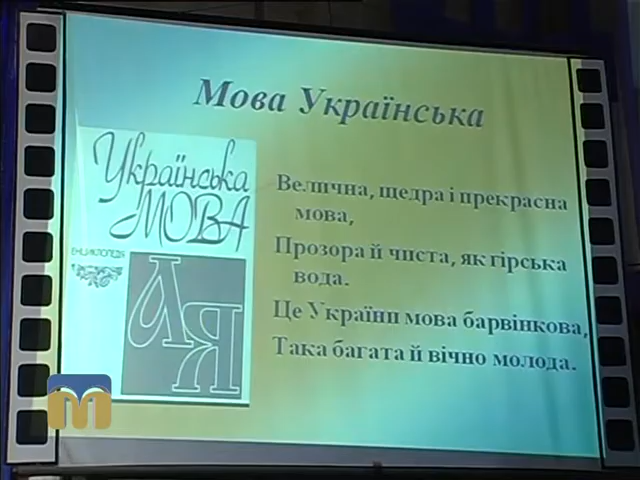 Мова Українська
Українська
МОВА
ЕНЦИКЛОПЕДІЯ
А
Я
Велична, щедра і прекрасна
мова,
Прозора й чиста, як гірська
вода.
Це України мова барвінкова,
Така багата й вічно молода.
m